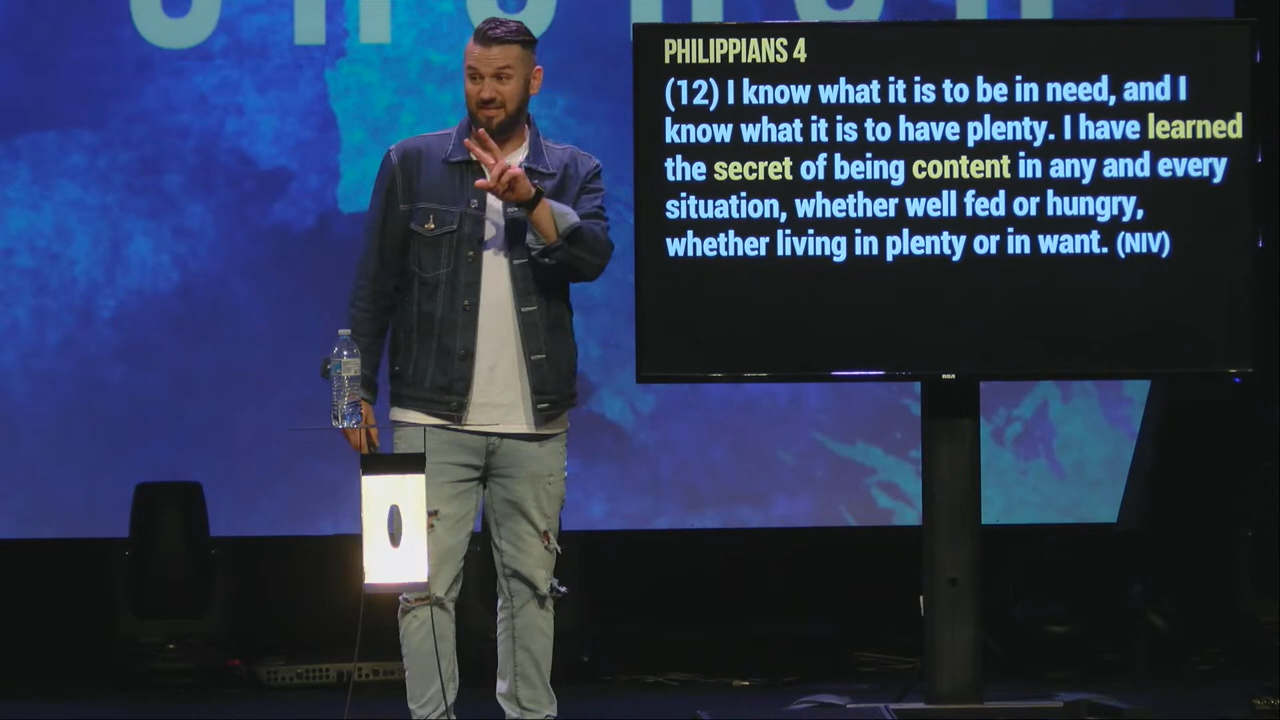 PHILIPPIANS 4
(12) I know what it is to be in need, and I
know what it is to have plenty. I have learned
the secret of being content in any and every
situation, whether well fed or hungry,
whether living in plenty or in want. (NIV)
RCA